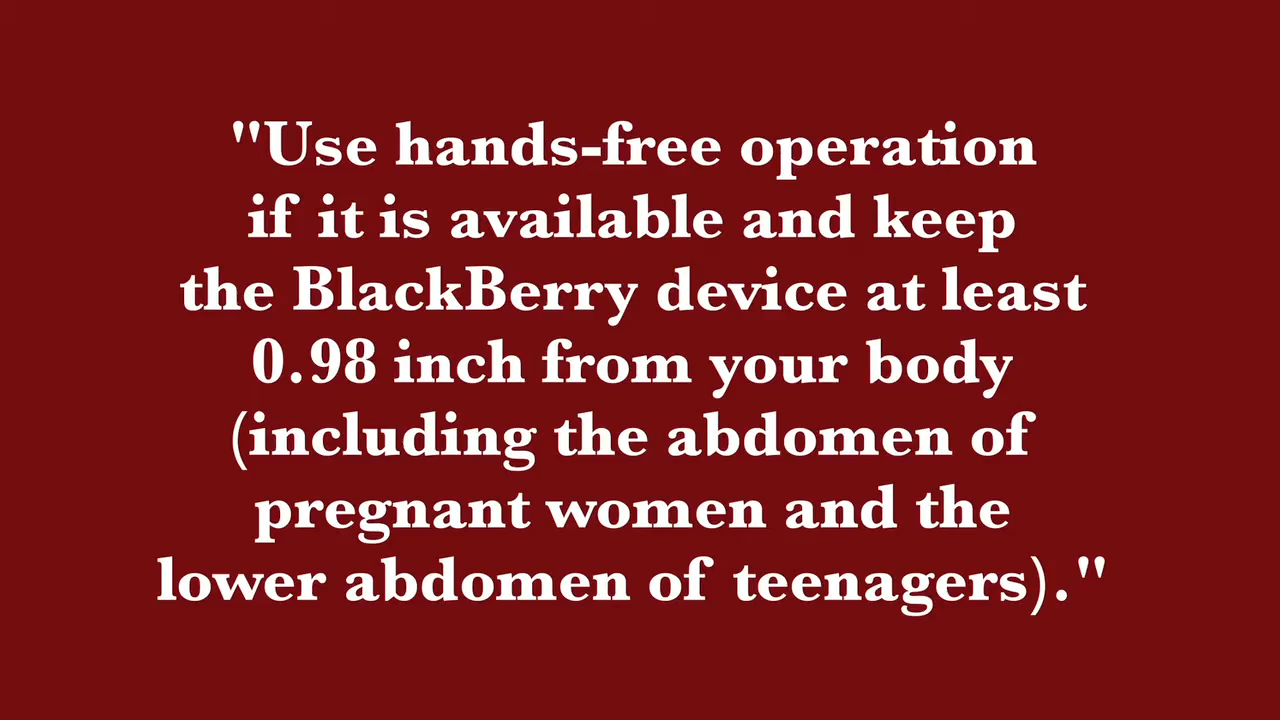 "Use hands-free operation
if it is available and keep
the BlackBerry device at least
0.98 inch from your body
(including the abdomen of
pregnant women and the
lower abdomen of teenagers)."